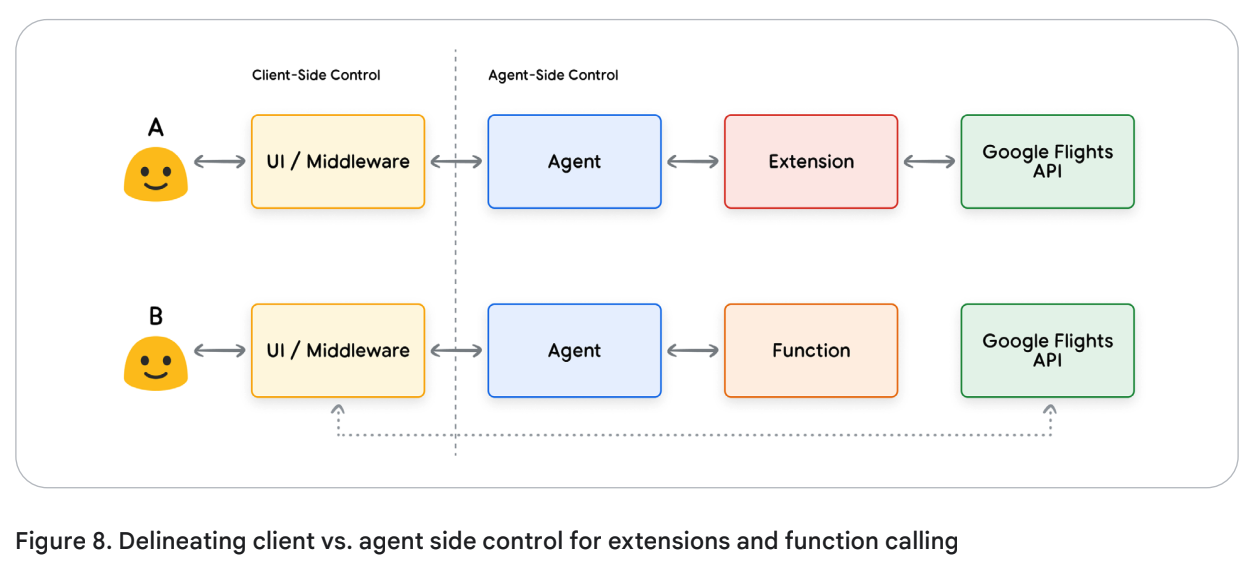 Client-Side Control
Agent-Side Control
A
UI / Middleware
Agent
Extension
Google Flights
API
B
UI / Middleware
Agent
Function
Google Flights
API
Figure 8. Delineating client vs. agent side control for extensions and function calling